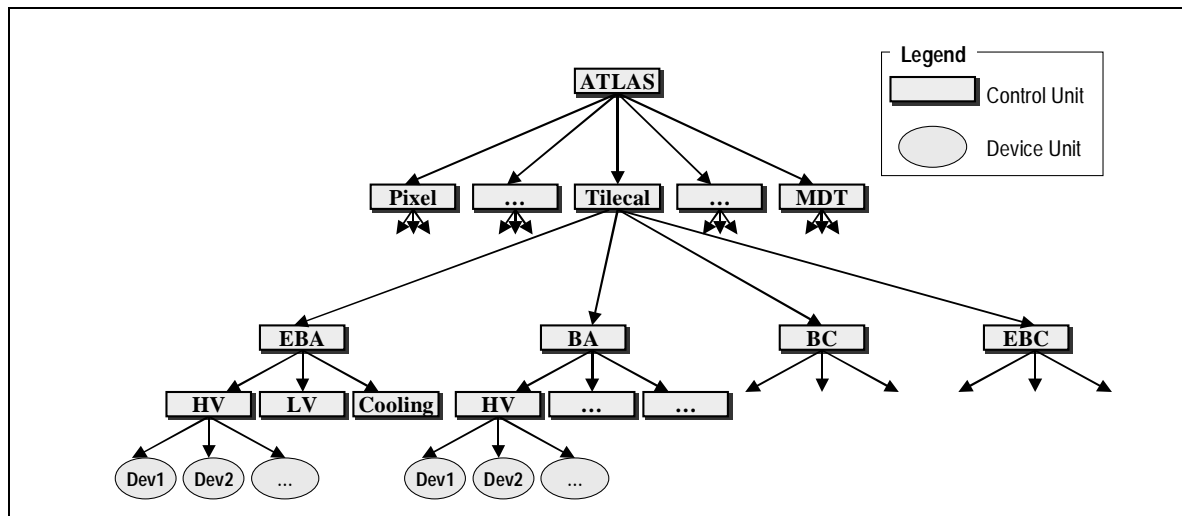 Legend
ATLAS
Control Unit
Device Unit
Pixel ... Tilecal ... MDT
EBA BA BC EBC
HV LV Cooling HV ... ...
Dev1 Dev2 ... Dev1 Dev2 ...